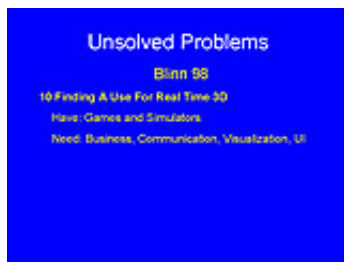 Unsolved Problems
Blinn 98
10:Finding A Use For Real Time 3D
Have: Games and Simulators
Need: Business, Communication, Visualization, UI